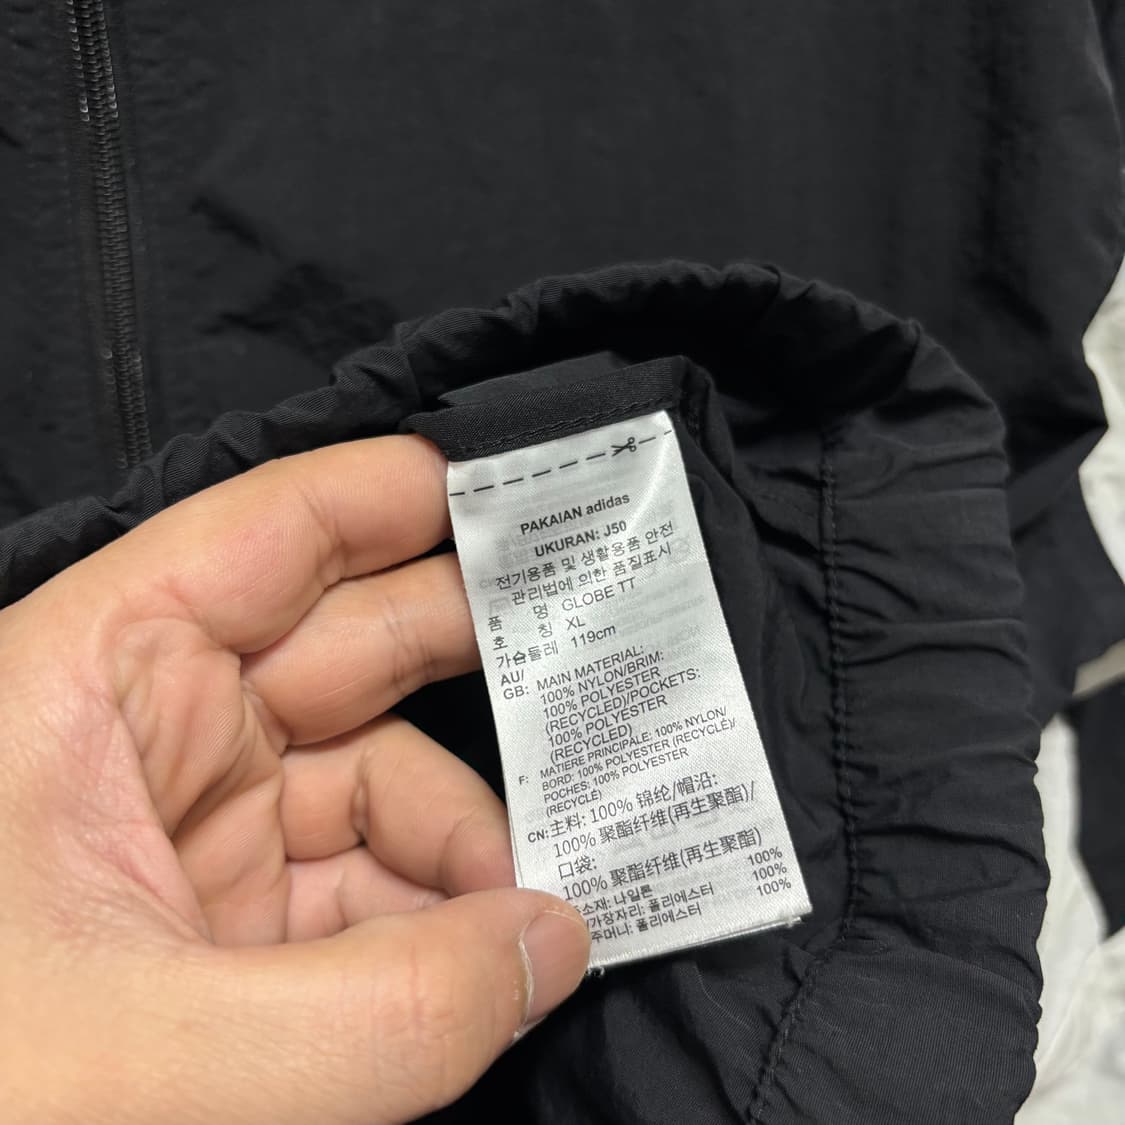 PAKAIAN adidas
UKURAN: J50
전기용품 및 생활용품 안전
관리법에 의한 품질표시
품 명 GLOBE TT
호 칭 XL
가슴둘레 119cm
AU/
GB: MAIN MATERIAL:
100% NYLON/BRIM:
100% POLYESTER
(RECYCLED)/POCKETS:
100% POLYESTER
(RECYCLED)
F: MATIERE PRINCIPALE: 100% NYLON/
BORD: 100% POLYESTER (RECYCLÉ)/
POCHES: 100% POLYESTER
(RECYCLÉ)
CN: 主料: 100% 锦纶/帽沿:
100% 聚酯纤维(再生聚酯)/
口袋:
100% 聚酯纤维(再生聚酯)
소재: 나일론 100%
가장자리: 폴리에스터 100%
주머니: 폴리에스터 100%